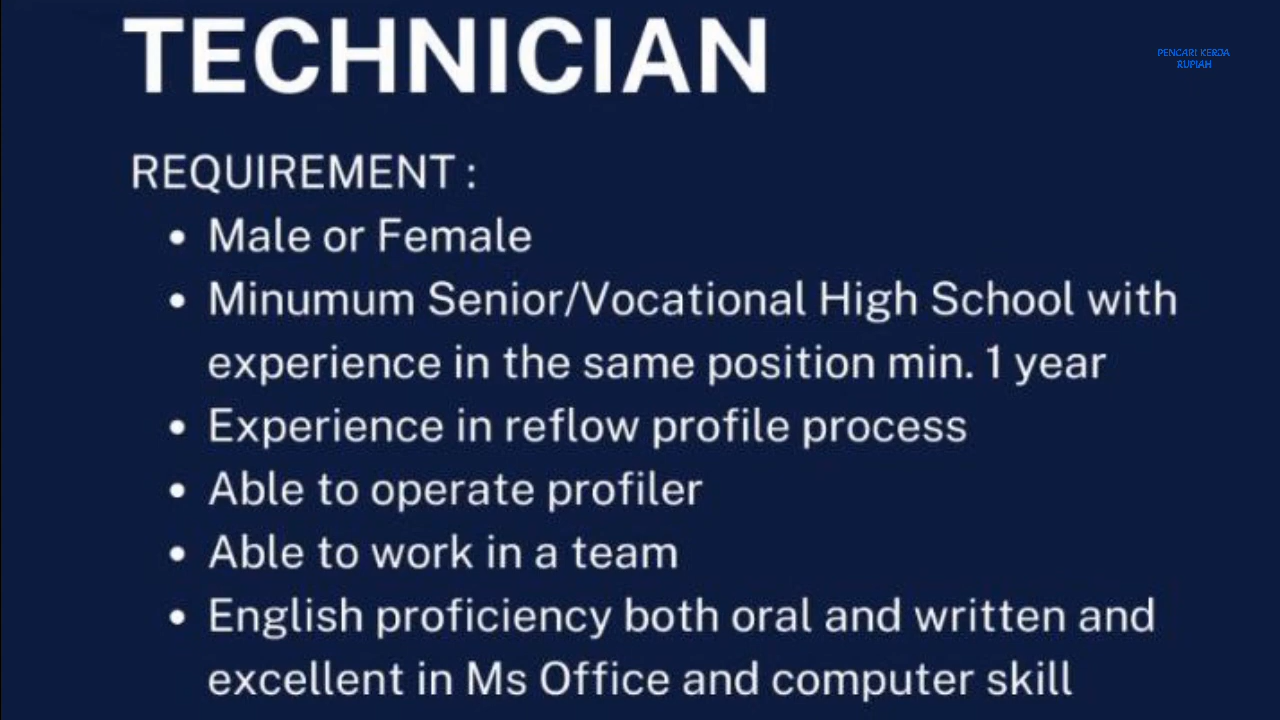 TECHNICIAN
PENCARI KERJA
RUPIAH
REQUIREMENT :
• Male or Female
• Minumum Senior/Vocational High School with
experience in the same position min. 1 year
• Experience in reflow profile process
• Able to operate profiler
• Able to work in a team
• English proficiency both oral and written and
excellent in Ms Office and computer skill